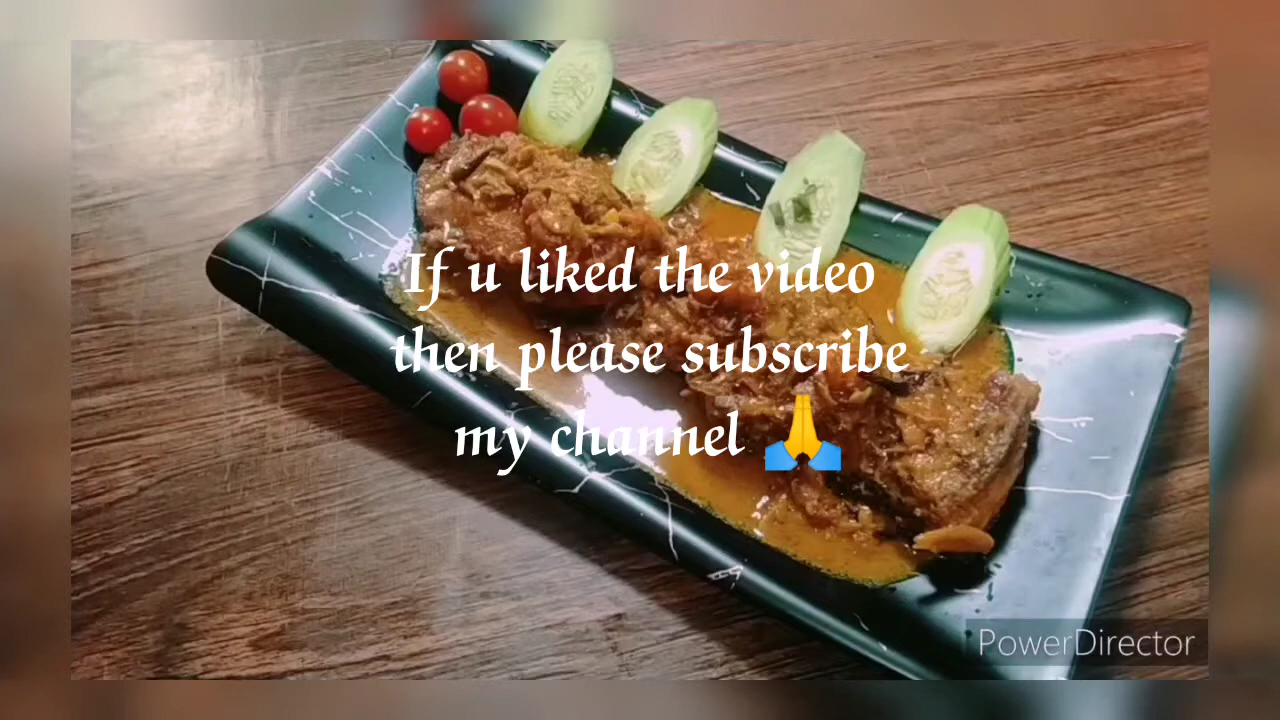 If u liked the video
then please subscribe
my channel 🙏
PowerDirector